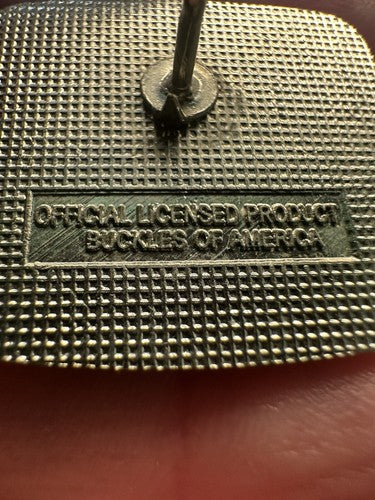 OFFICIAL LICENSED PRODUCT
BUCKLES OF AMERICA